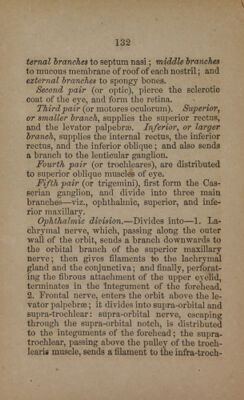 132
ternal branches to septum nasi; middle branches
to mucous membrane of roof of each nostril; and
external branches to spongy bones.
Second pair (or optic), pierce the sclerotic
coat of the eye, and form the retina.
Third pair (or motores oculorum). Superior,
or smaller branch, supplies the superior rectus,
and the levator palpebræ. Inferior, or larger
branch, supplies the internal rectus, the inferior
rectus, and the inferior oblique; and also sends
a branch to the lenticular ganglion.
Fourth pair (or trochleares), are distributed
to superior oblique muscles of eye.
Fifth pair (or trigemini), first form the Cas-
serian ganglion, and divide into three main
branches—viz., ophthalmic, superior, and infe-
rior maxillary.
Ophthalmic division.—Divides into—1. La-
chrymal nerve, which, passing along the outer
wall of the orbit, sends a branch downwards to
the orbital branch of the superior maxillary
nerve; then gives filaments to the lachrymal
gland and the conjunctiva; and finally, perforat-
ing the fibrous attachment of the upper eyelid,
terminates in the integument of the forehead.
2. Frontal nerve, enters the orbit above the le-
vator palpebræ; it divides into supra-orbital and
supra-trochlear: supra-orbital nerve, escaping
through the supra-orbital notch, is distributed
to the integuments of the forehead; the supra-
trochlear, passing above the pulley of the troch-
learis muscle, sends a filament to the infra-troch-